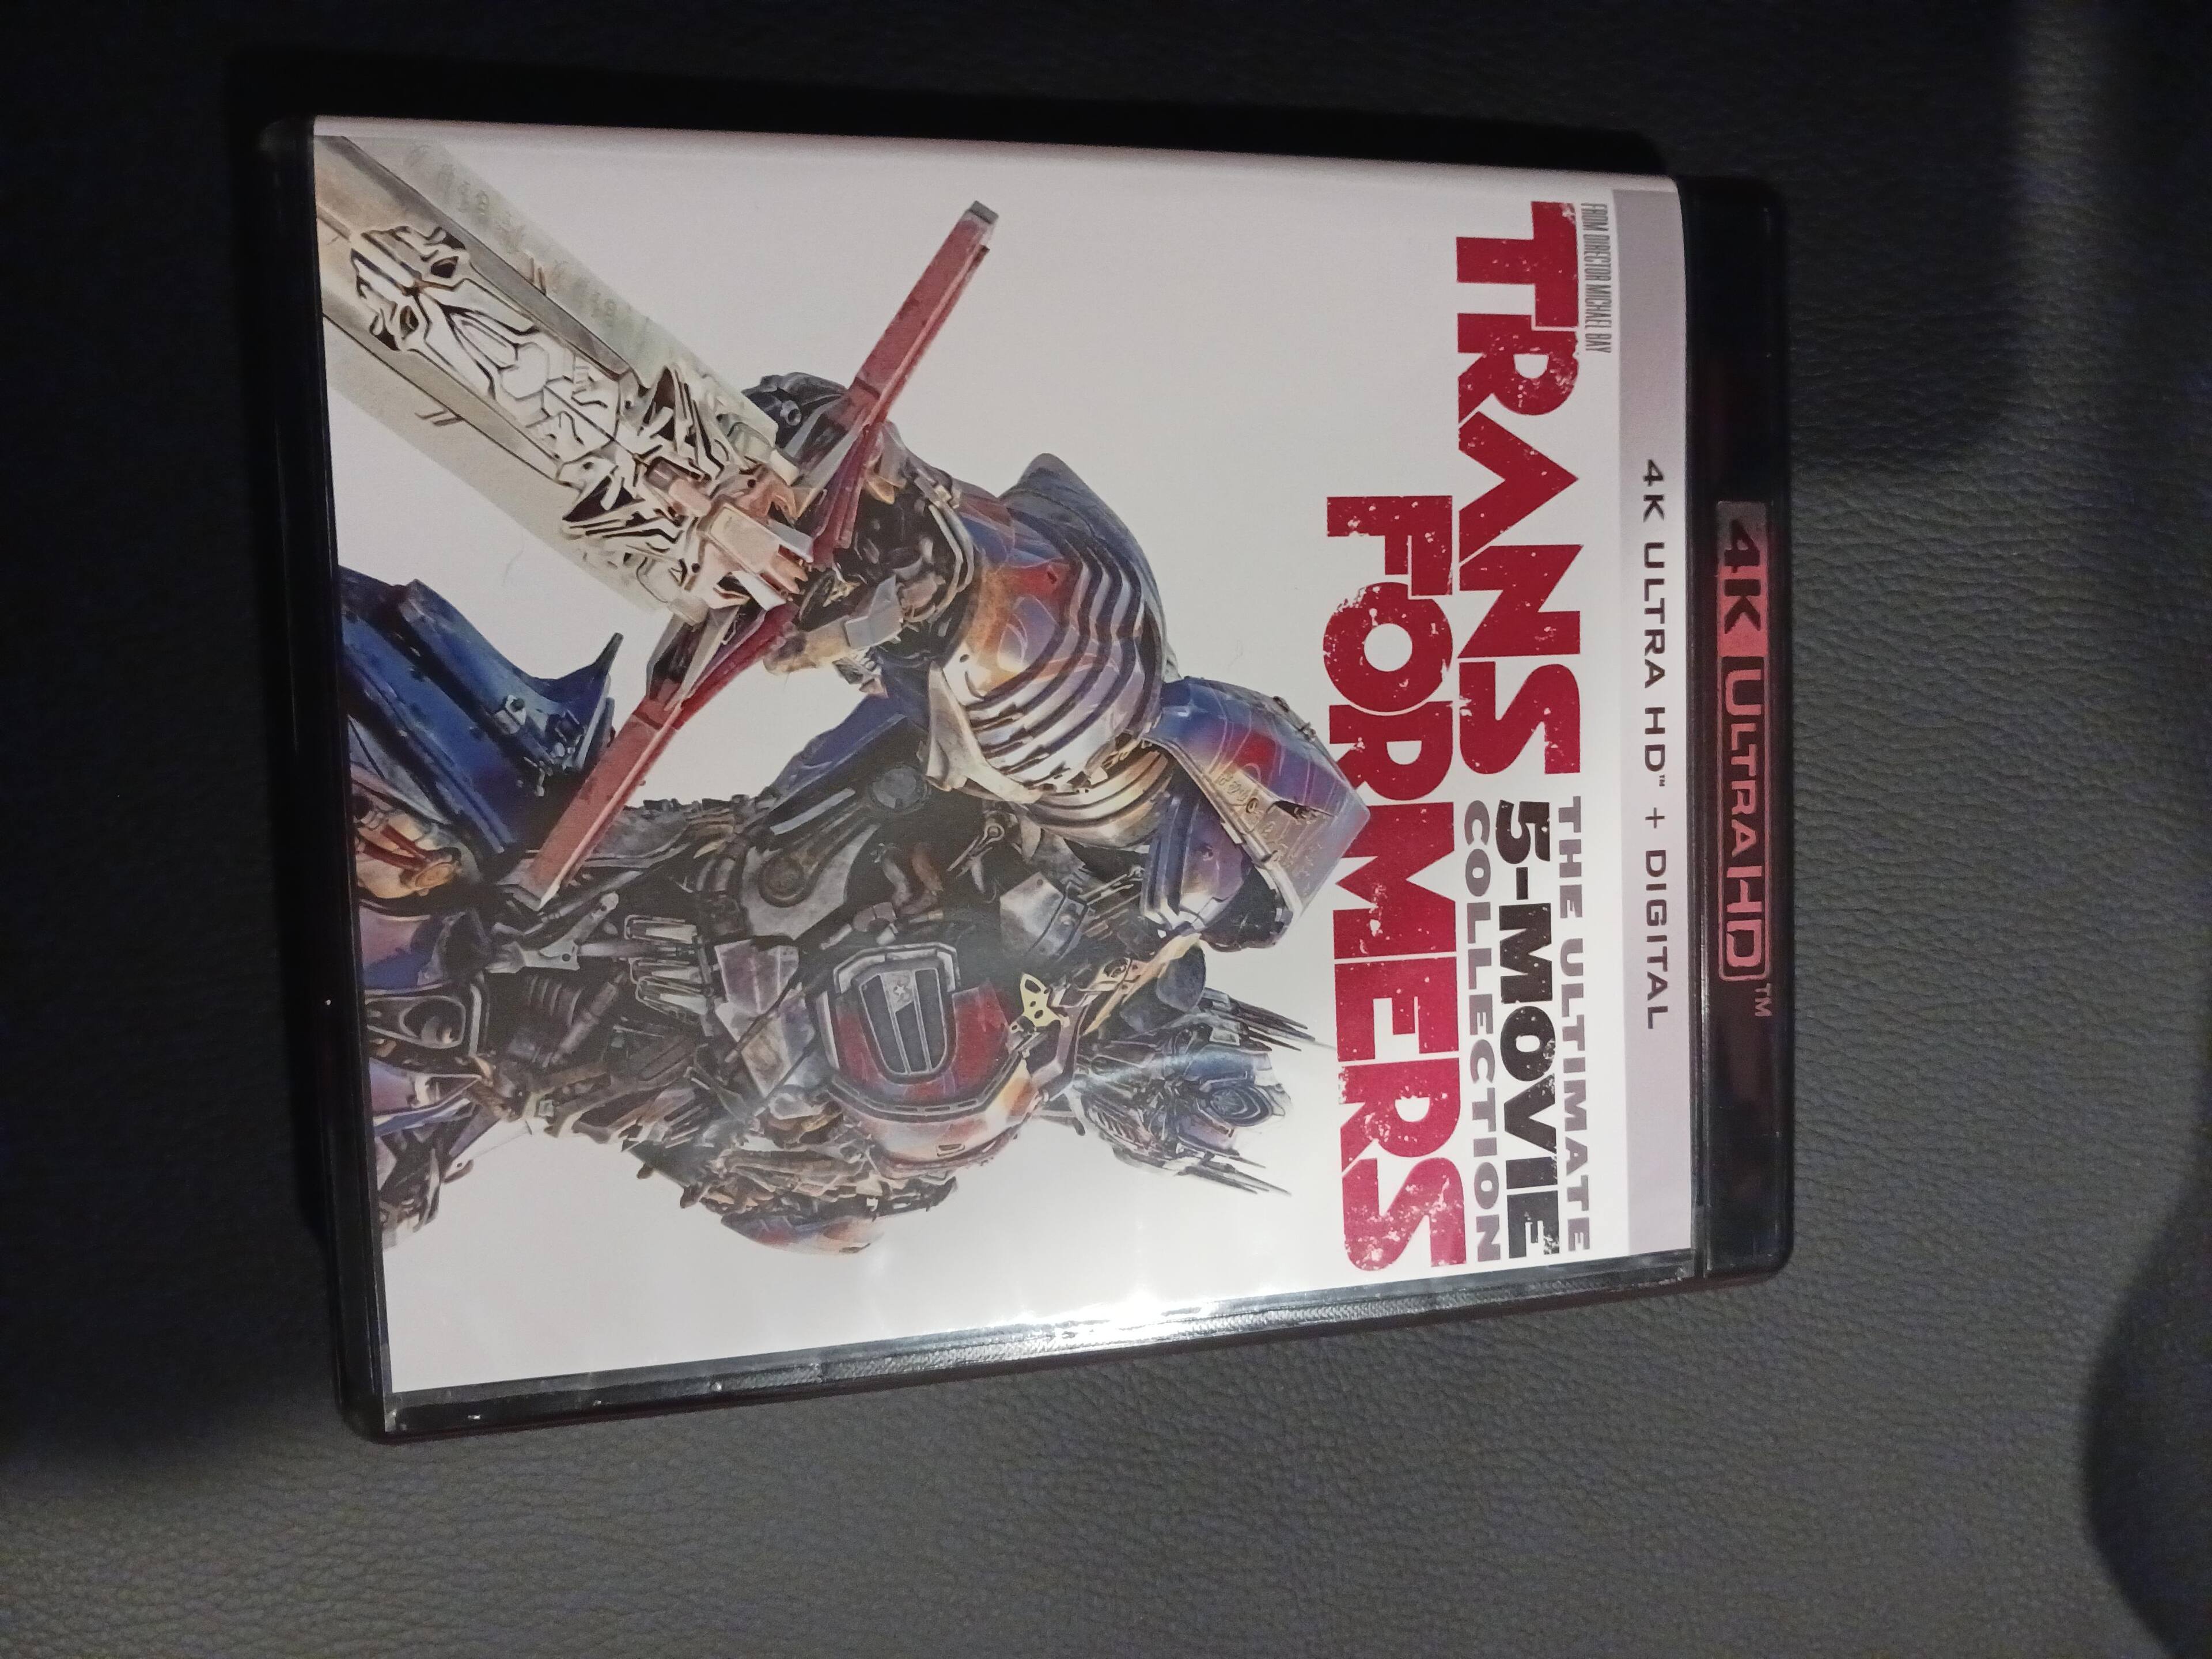 4K ULTRA HD™
4K ULTRA HD™ + DIGITAL
FROM DIRECTOR MICHAEL BAY
TRANS
FORMERS
THE ULTIMATE
5-MOVIE
COLLECTION